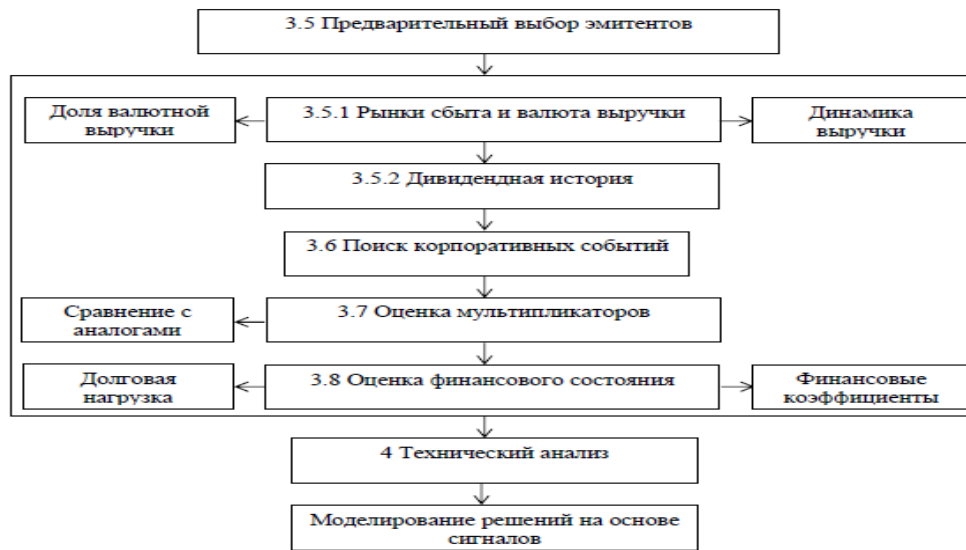 3.5 Предварительный выбор эмитентов
Доля валютной
выручки
3.5.1 Рынки сбыта и валюта выручки
Динамика
выручки
3.5.2 Дивидендная история
3.6 Поиск корпоративных событий
Сравнение с
аналогами
3.7 Оценка мультипликаторов
Долговая
нагрузка
3.8 Оценка финансового состояния
Финансовые
коэффициенты
4 Технический анализ
Моделирование решений на основе
сигналов